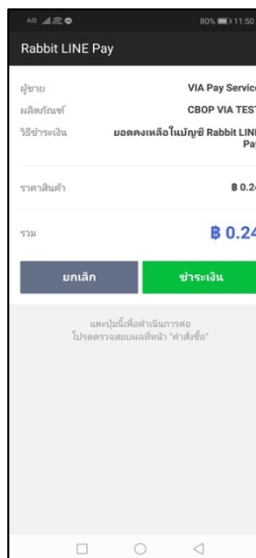 AIS 80% 11:50
Rabbit LINE Pay
ผู้ขาย VIA Pay Service
ผลิตภัณฑ์ CBOP VIA TEST
วิธีชำระเงิน ยอดคงเหลือในบัญชี Rabbit LINE
Pay
ราคาสินค้า ฿ 0.24
รวม ฿ 0.24
ยกเลิก ชำระเงิน
แตะปุ่มนี้เพื่อดำเนินการต่อ
โปรดตรวจสอบผลที่หน้า "คำสั่งซื้อ"